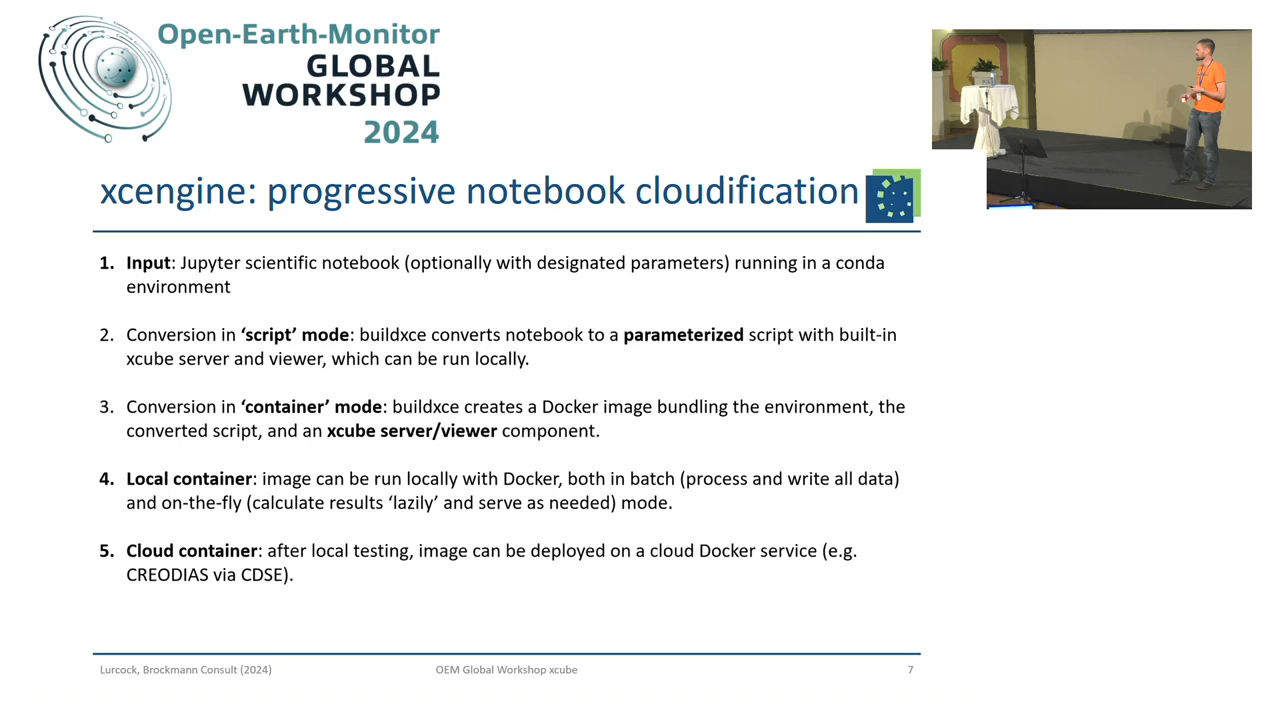 Open-Earth-Monitor
GLOBAL
WORKSHOP
2024
xcengine: progressive notebook cloudification
1. Input: Jupyter scientific notebook (optionally with designated parameters) running in a conda
environment
2. Conversion in ‘script’ mode: buildxce converts notebook to a parameterized script with built-in
xcube server and viewer, which can be run locally.
3. Conversion in ‘container’ mode: buildxce creates a Docker image bundling the environment, the
converted script, and an xcube server/viewer component.
4. Local container: image can be run locally with Docker, both in batch (process and write all data)
and on-the-fly (calculate results ‘lazily’ and serve as needed) mode.
5. Cloud container: after local testing, image can be deployed on a cloud Docker service (e.g.
CREODIAS via CDSE).
Lurcock, Brockmann Consult (2024)
OEM Global Workshop xcube
7